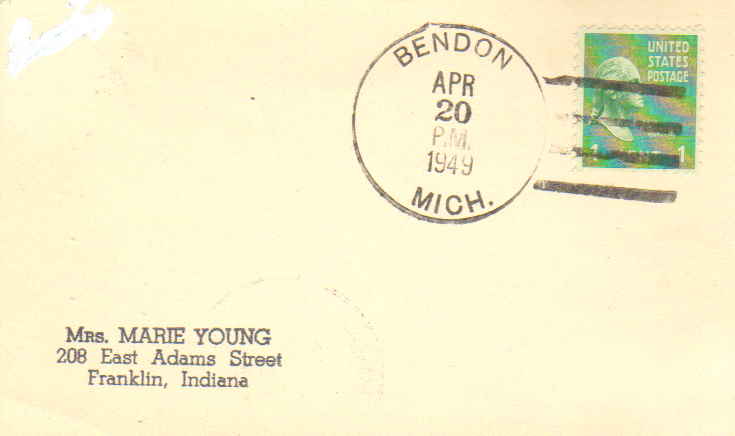 BENDON
APR
20
P.M.
1949
MICH.
UNITED
STATES
POSTAGE
1 1
Mrs. MARIE YOUNG
208 East Adams Street
Franklin, Indiana